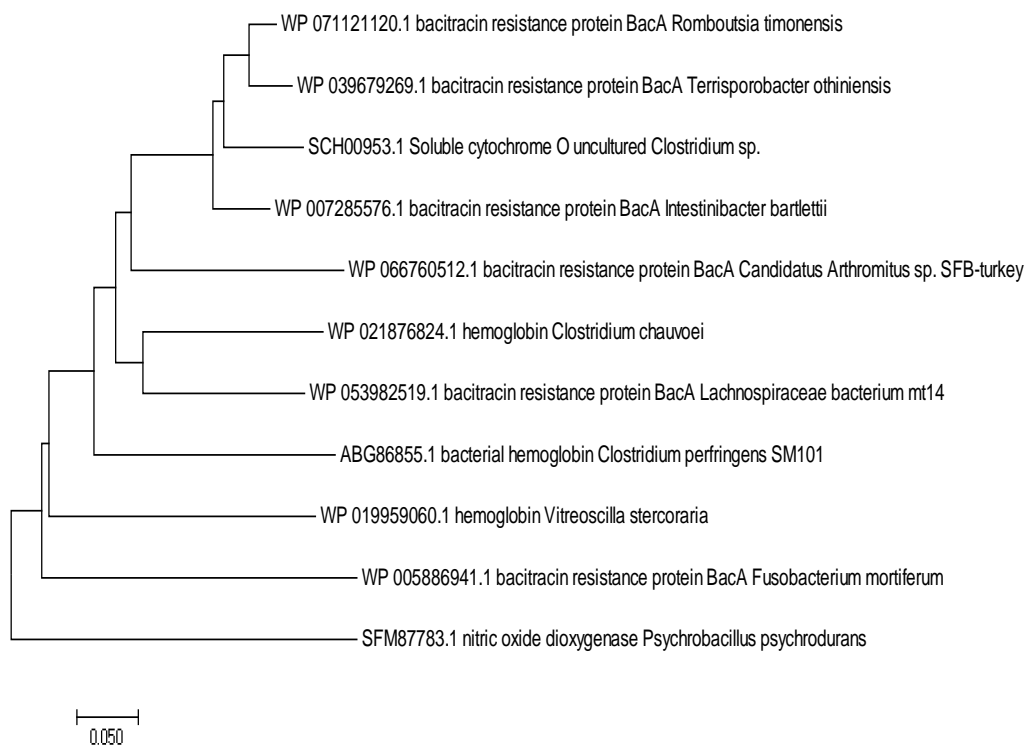 WP 071121120.1 bacitracin resistance protein BacA Romboutsia timonensis
WP 039679269.1 bacitracin resistance protein BacA Terrisporobacter othiniensis
SCH00953.1 Soluble cytochrome O uncultured Clostridium sp.
WP 007285576.1 bacitracin resistance protein BacA Intestinibacter bartlettii
WP 066760512.1 bacitracin resistance protein BacA Candidatus Arthromitus sp. SFB-turkey
WP 021876824.1 hemoglobin Clostridium chauvoei
WP 053982519.1 bacitracin resistance protein BacA Lachnospiraceae bacterium mt14
ABG86855.1 bacterial hemoglobin Clostridium perfringens SM101
WP 019959060.1 hemoglobin Vitreoscilla stercoraria
WP 005886941.1 bacitracin resistance protein BacA Fusobacterium mortiferum
SFM87783.1 nitric oxide dioxygenase Psychrobacillus psychrodurans
0.050